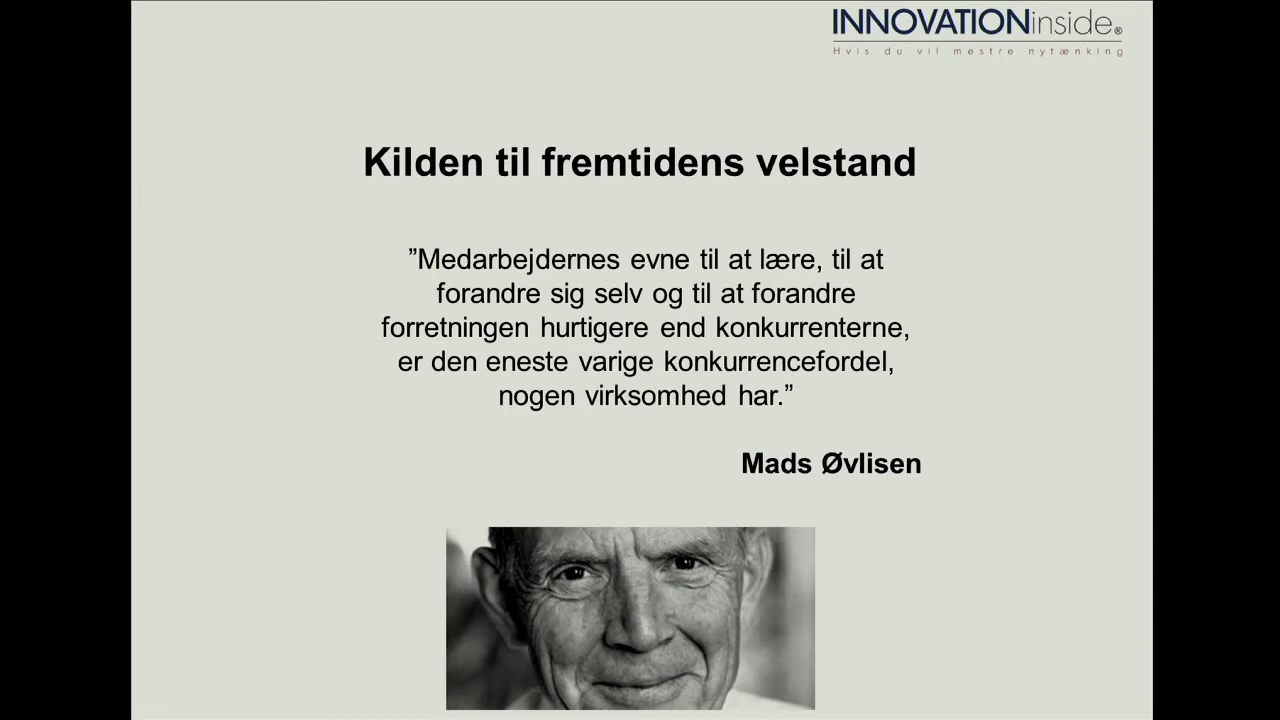 INNOVATIONinside®
Hvis du vil mestre nytænking
Kilden til fremtidens velstand
”Medarbejdernes evne til at lære, til at
forandre sig selv og til at forandre
forretningen hurtigere end konkurrenterne,
er den eneste varige konkurrencefordel,
nogen virksomhed har.”
Mads Øvlisen